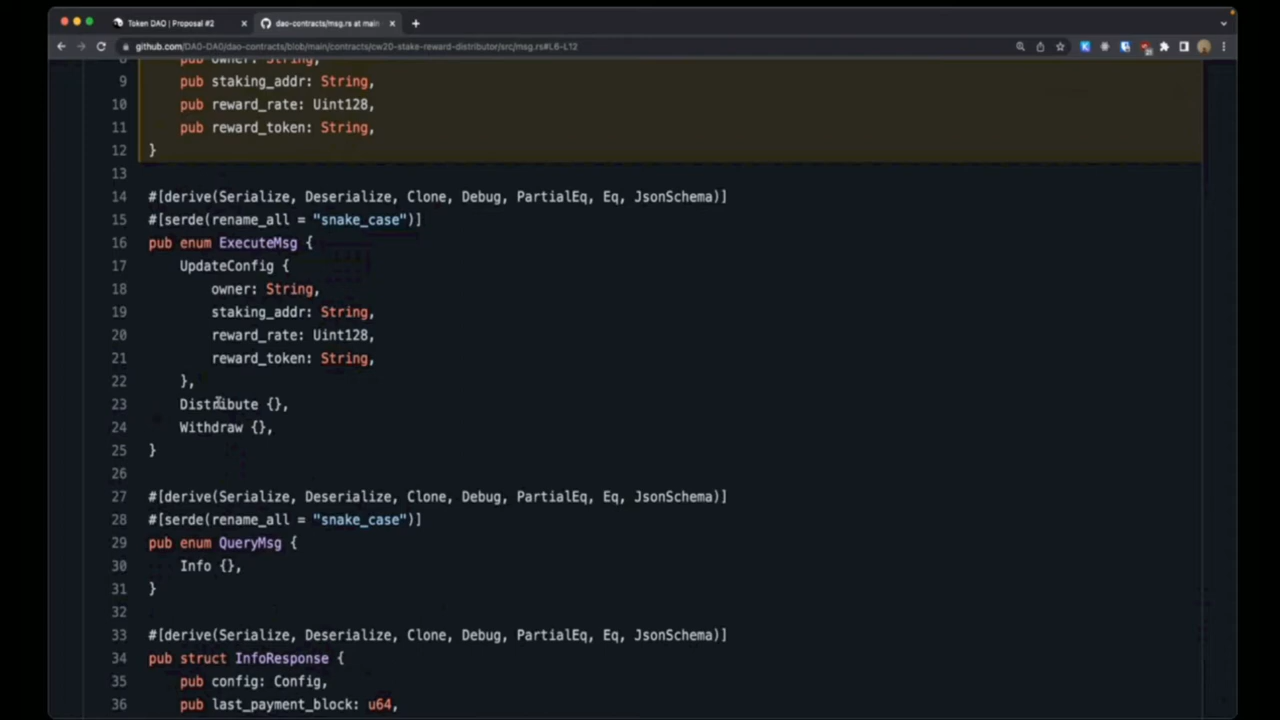 Token DAO | Proposal #2
dao-contracts/msg.rs at main
github.com/DA0-DA0/dao-contracts/blob/main/contracts/cw20-stake-reward-distributor/src/msg.rs#L6-L12
8 pub owner: String,
9 pub staking_addr: String,
10 pub reward_rate: Uint128,
11 pub reward_token: String,
12 }
13
14 #[derive(Serialize, Deserialize, Clone, Debug, PartialEq, Eq, JsonSchema)]
15 #[serde(rename_all = "snake_case")]
16 pub enum ExecuteMsg {
17 UpdateConfig {
18 owner: String,
19 staking_addr: String,
20 reward_rate: Uint128,
21 reward_token: String,
22 },
23 Distribute {},
24 Withdraw {},
25 }
26
27 #[derive(Serialize, Deserialize, Clone, Debug, PartialEq, Eq, JsonSchema)]
28 #[serde(rename_all = "snake_case")]
29 pub enum QueryMsg {
30 Info {},
31 }
32
33 #[derive(Serialize, Deserialize, Clone, Debug, PartialEq, Eq, JsonSchema)]
34 pub struct InfoResponse {
35 pub config: Config,
36 pub last_payment_block: u64,